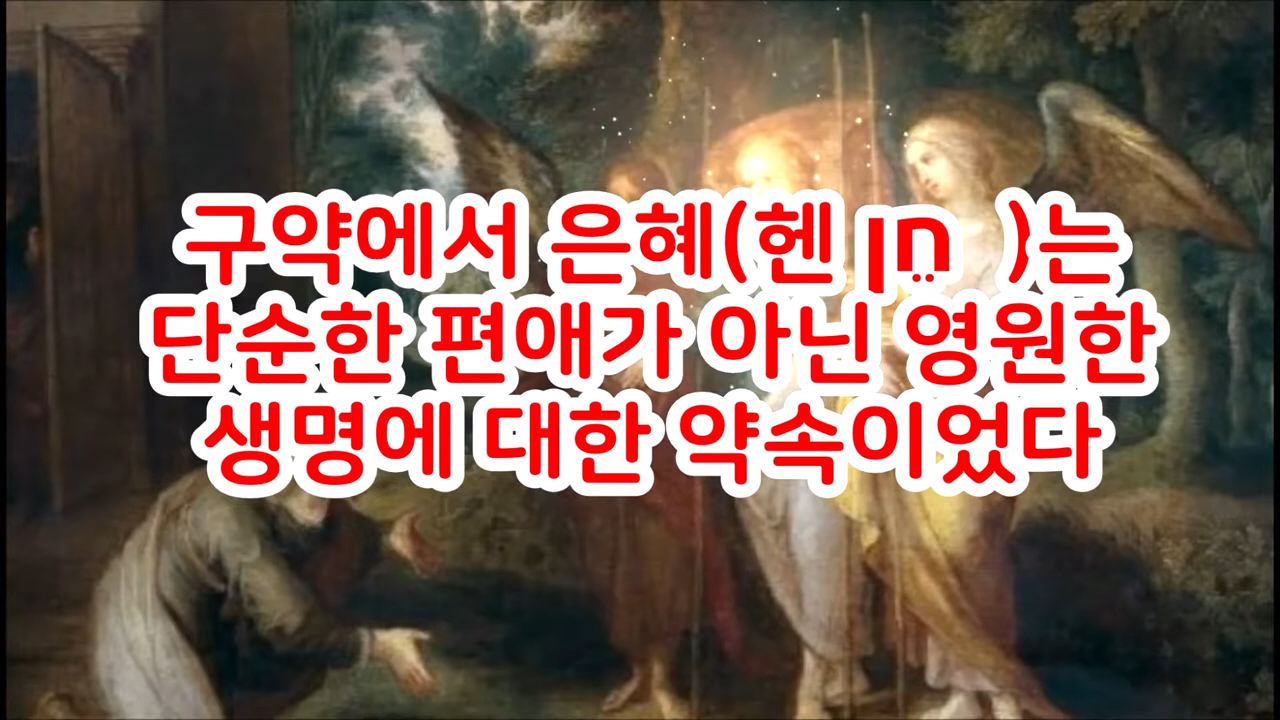 구약에서 은혜(헨 חֵן )는
단순한 편애가 아닌 영원한
생명에 대한 약속이었다